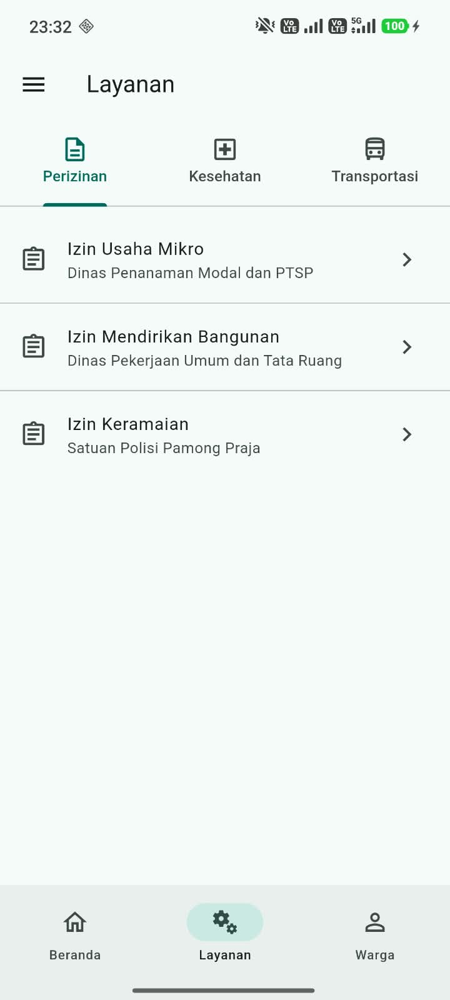 23:32
Vo LTE
Vo LTE
5G
100
Layanan
Perizinan
Kesehatan
Transportasi
Izin Usaha Mikro
Dinas Penanaman Modal dan PTSP
Izin Mendirikan Bangunan
Dinas Pekerjaan Umum dan Tata Ruang
Izin Keramaian
Satuan Polisi Pamong Praja
Beranda
Layanan
Warga